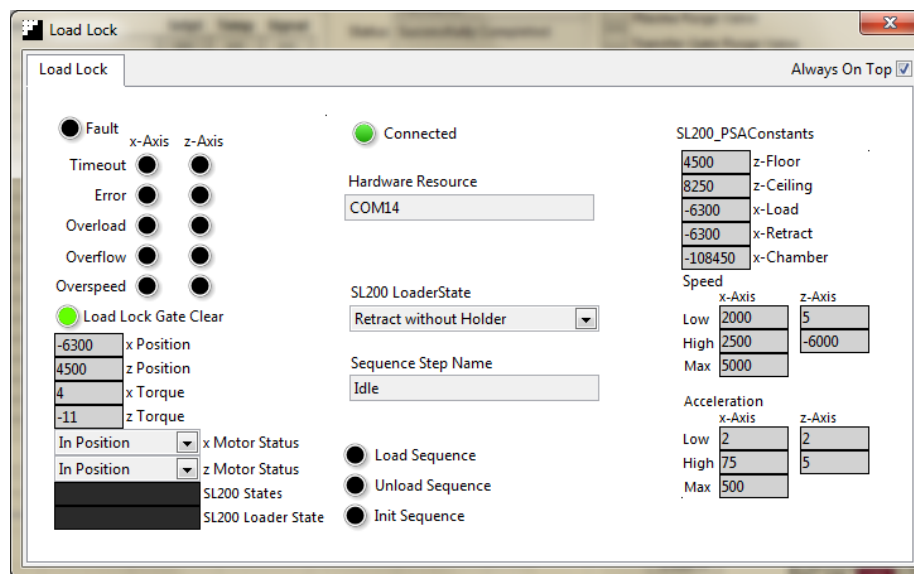 Load Lock
Load Lock
Always On Top
Fault
x-Axis z-Axis
Timeout
Error
Overload
Overflow
Overspeed
Load Lock Gate Clear
-6300 x Position
4500 z Position
4 x Torque
-11 z Torque
In Position x Motor Status
In Position z Motor Status
SL200 States
SL200 Loader State
Connected
Hardware Resource
COM14
SL200 LoaderState
Retract without Holder
Sequence Step Name
Idle
Load Sequence
Unload Sequence
Init Sequence
SL200_PSAConstants
4500 z-Floor
8250 z-Ceiling
-6300 x-Load
-6300 x-Retract
-108450 x-Chamber
Speed
x-Axis z-Axis
Low 2000 5
High 2500 -6000
Max 5000
Acceleration
x-Axis z-Axis
Low 2 2
High 75 5
Max 500